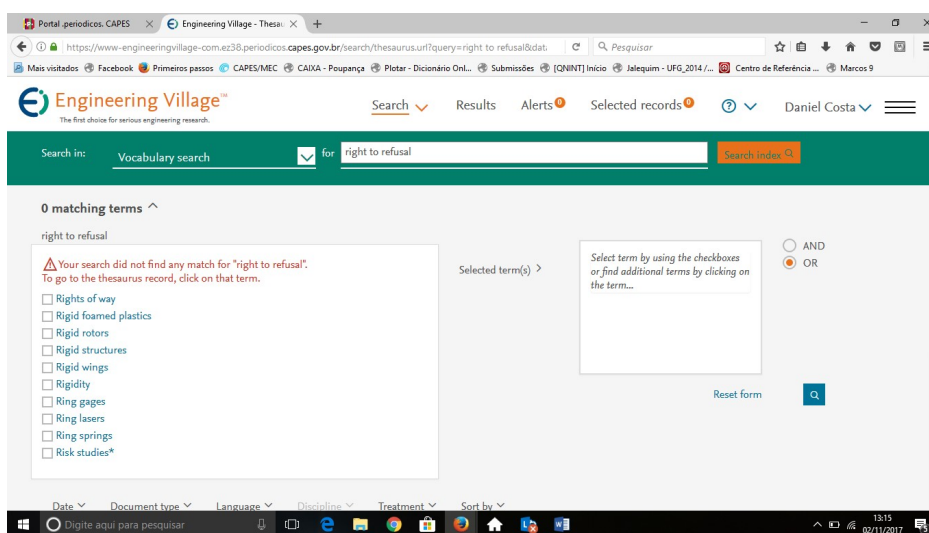 Portal .periodicos. CAPES
Engineering Village - Thesau
https://www-engineeringvillage-com.ez38.periodicos.capes.gov.br/search/thesaurus.url?query=right to refusal&dat
Pesquisar
Mais visitados Facebook Primeiros passos CAPES/MEC CAIXA - Poupança Plotar - Dicionário Onl... Submissões [QNINT] Início Jalequim - UFG_2014 /... Centro de Referência ... Marcos 9
Engineering Village™
The first choice for serious engineering research.
Search Results Alerts 0 Selected records 0 ? Daniel Costa
Search in: Vocabulary search for right to refusal Search index
0 matching terms
right to refusal
Your search did not find any match for "right to refusal".
To go to the thesaurus record, click on that term.
Rights of way
Rigid foamed plastics
Rigid rotors
Rigid structures
Rigid wings
Rigidity
Ring gages
Ring lasers
Ring springs
Risk studies*
Selected term(s) >
Select term by using the checkboxes
or find additional terms by clicking on
the term...
AND
OR
Reset form
Date Document type Language Discipline Treatment Sort by
Digite aqui para pesquisar
13:15
02/11/2017